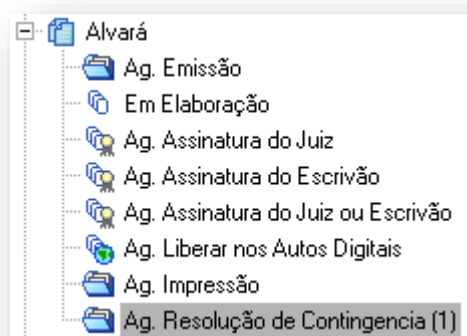 Alvará
Ag. Emissão
Em Elaboração
Ag. Assinatura do Juiz
Ag. Assinatura do Escrivão
Ag. Assinatura do Juiz ou Escrivão
Ag. Liberar nos Autos Digitais
Ag. Impressão
Ag. Resolução de Contingencia (1)